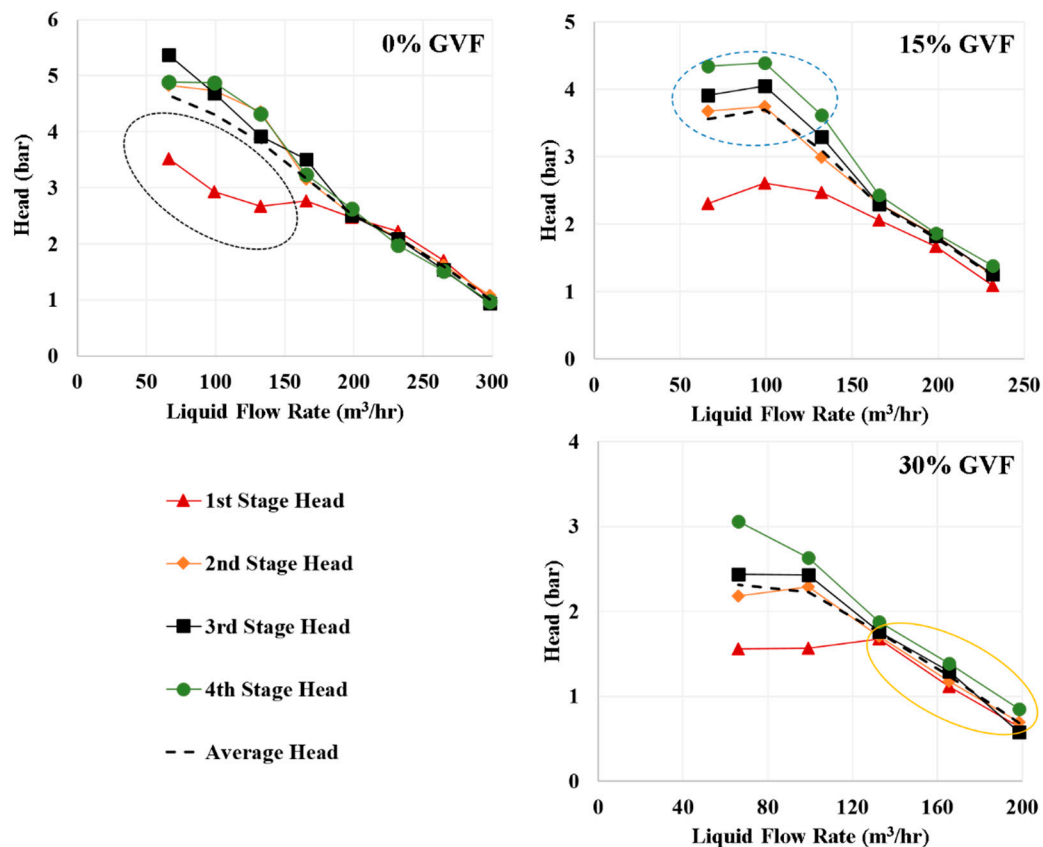 0% GVF
Head (bar)
6
5
4
3
2
1
0
0 50 100 150 200 250 300
Liquid Flow Rate (m³/hr)
15% GVF
Head (bar)
5
4
3
2
1
0
0 50 100 150 200 250
Liquid Flow Rate (m³/hr)
1st Stage Head
2nd Stage Head
3rd Stage Head
4th Stage Head
Average Head
30% GVF
Head (bar)
4
3
2
1
0
0 40 80 120 160 200
Liquid Flow Rate (m³/hr)